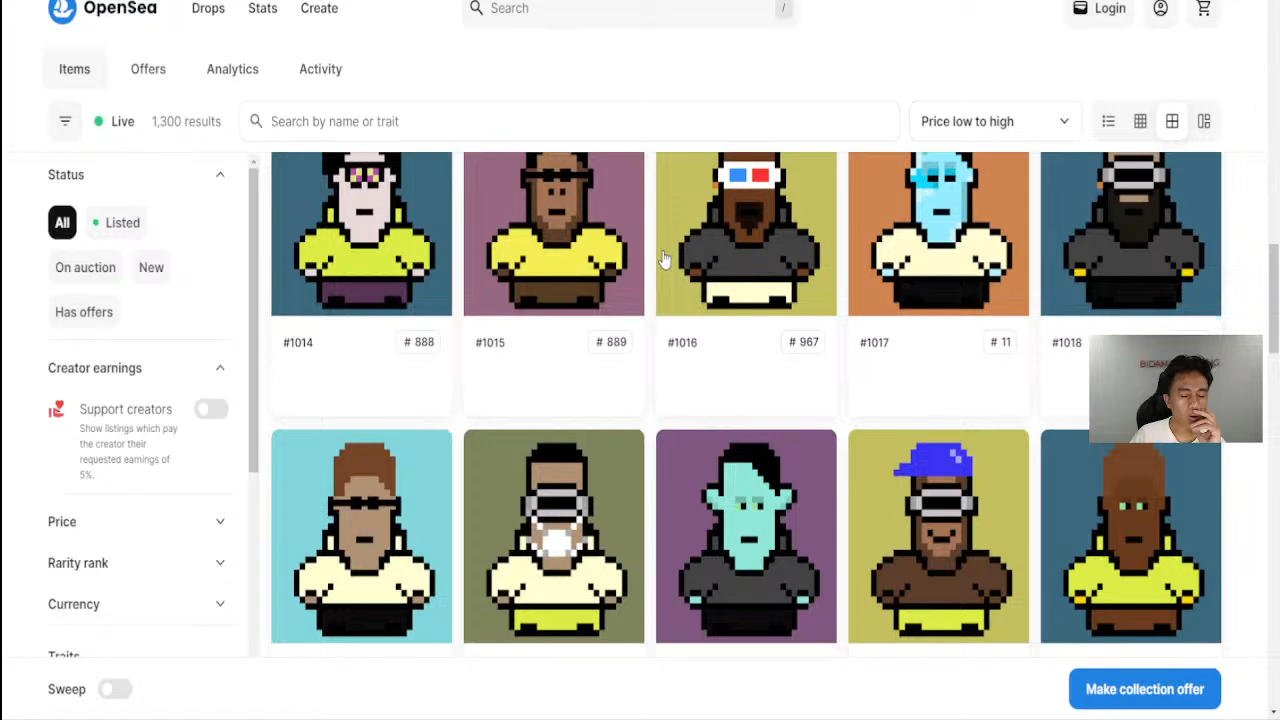 OpenSea
Drops
Stats
Create
Search
/
Login
Items
Offers
Analytics
Activity
Live
1,300 results
Search by name or trait
Price low to high
Status
All
Listed
On auction
New
Has offers
Creator earnings
Support creators
Show listings which pay
the creator their
requested earnings of
5%.
Price
Rarity rank
Currency
Traits
#1014
# 888
#1015
# 889
#1016
# 967
#1017
# 11
#1018
Sweep
Make collection offer